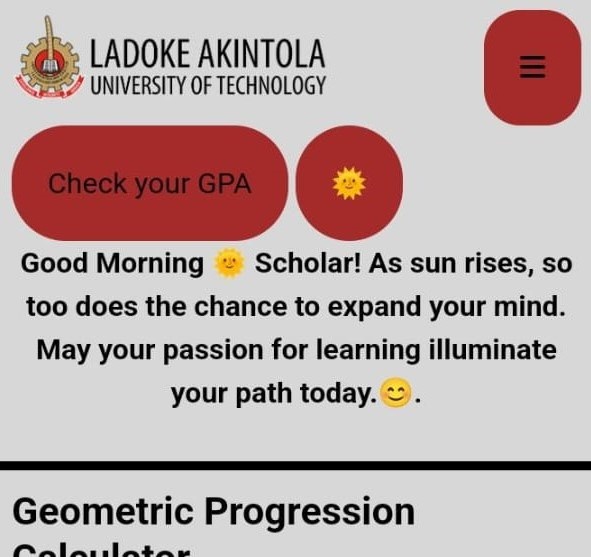 LADOKE AKINTOLA
UNIVERSITY OF TECHNOLOGY
Check your GPA
Good Morning 🌞 Scholar! As sun rises, so
too does the chance to expand your mind.
May your passion for learning illuminate
your path today.😊.
Geometric Progression
Calculator